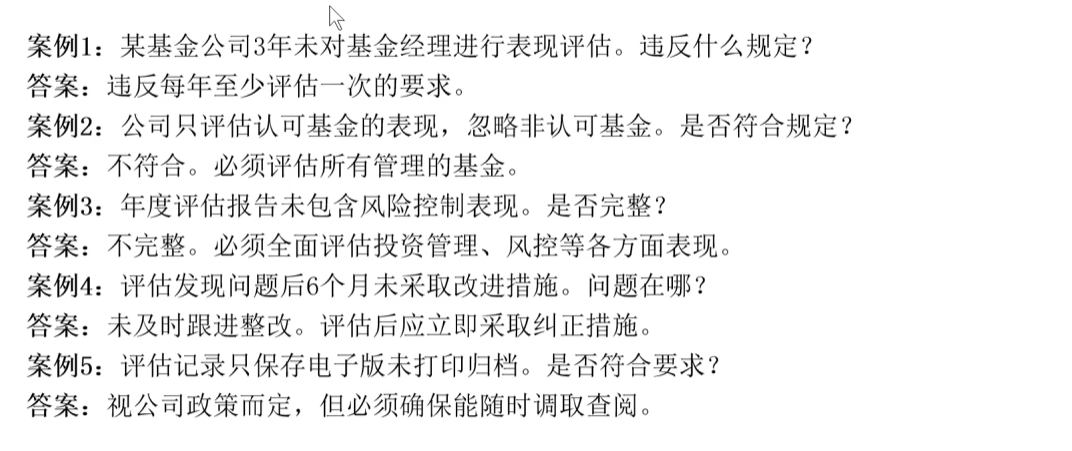 案例1：某基金公司3年未对基金经理进行表现评估。违反什么规定？
答案：违反每年至少评估一次的要求。
案例2：公司只评估认可基金的表现，忽略非认可基金。是否符合规定？
答案：不符合。必须评估所有管理的基金。
案例3：年度评估报告未包含风险控制表现。是否完整？
答案：不完整。必须全面评估投资管理、风控等各方面表现。
案例4：评估发现问题后6个月未采取改进措施。问题在哪？
答案：未及时跟进整改。评估后应立即采取纠正措施。
案例5：评估记录只保存电子版未打印归档。是否符合要求？
答案：视公司政策而定，但必须确保能随时调取查阅。